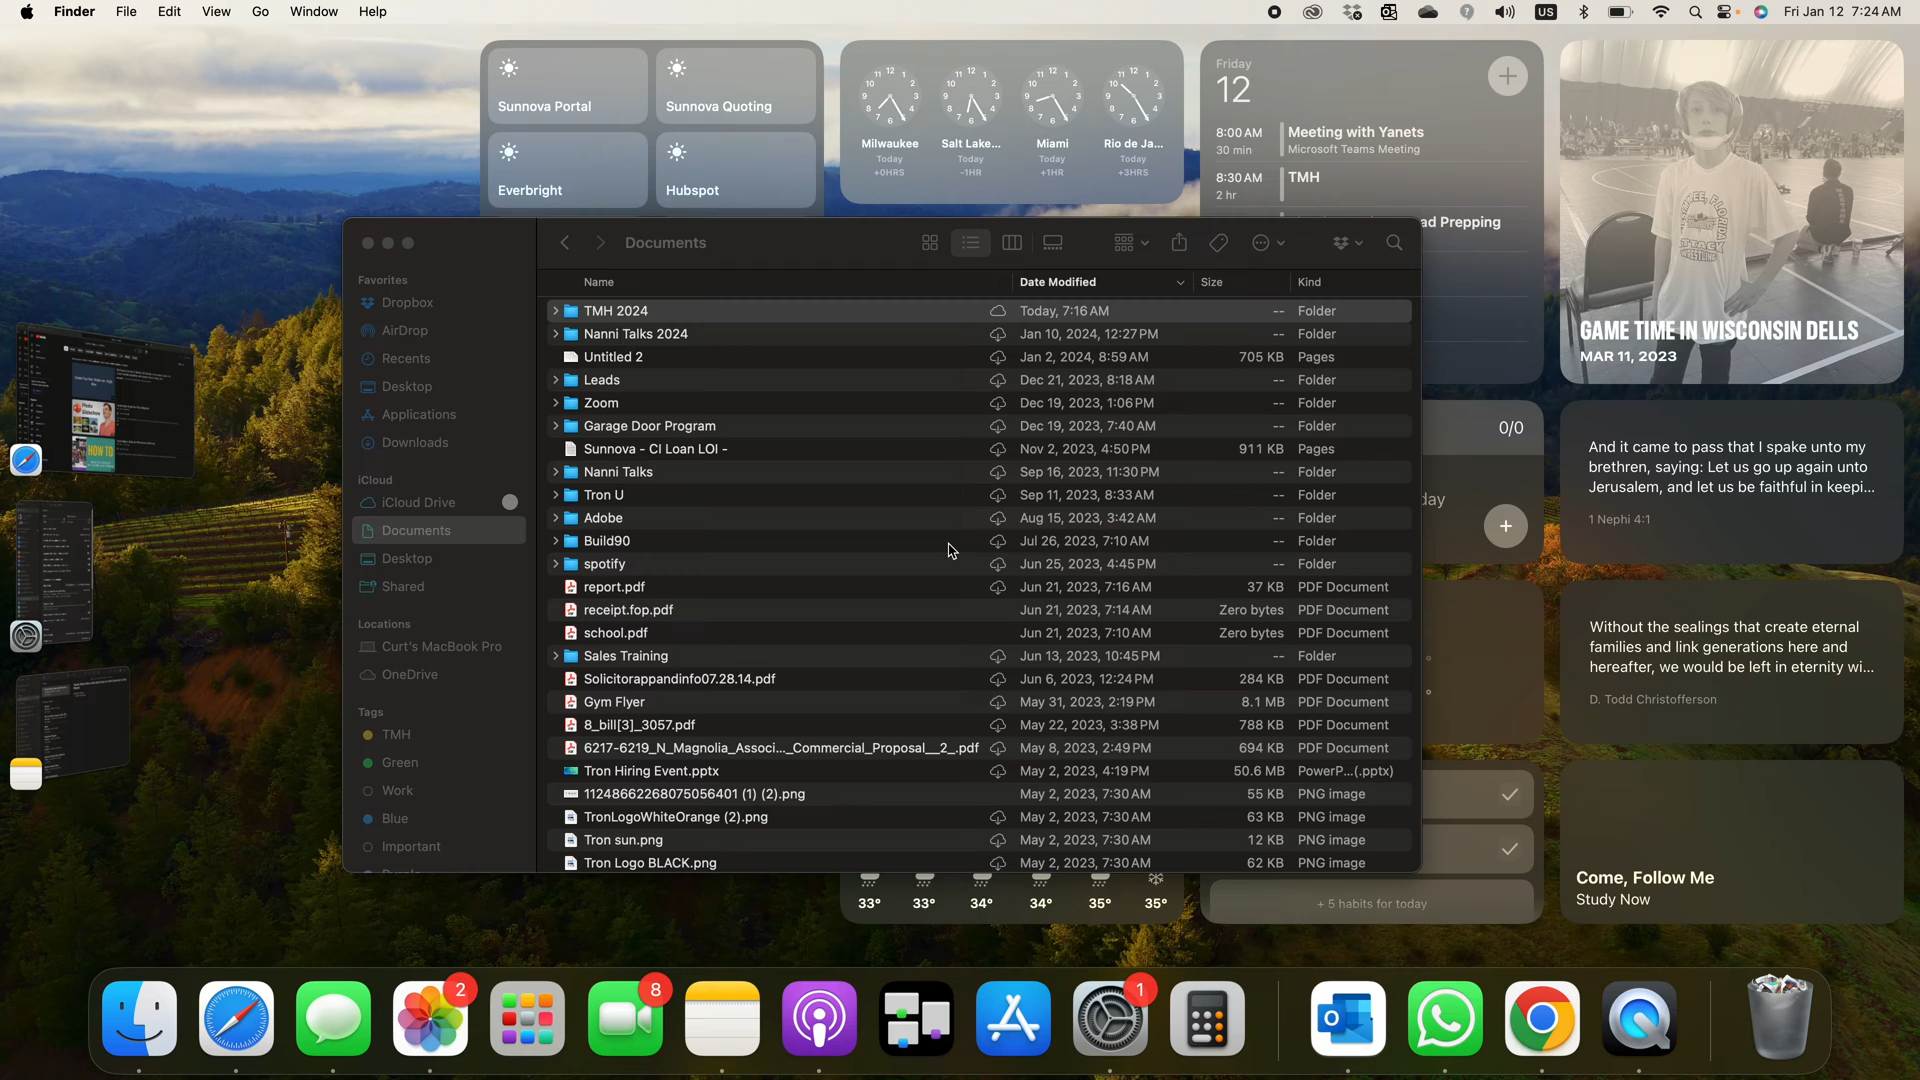 Finder File Edit View Go Window Help
US Fri Jan 12 7:24 AM
Sunnova Portal
Sunnova Quoting
Everbright
Hubspot
Milwaukee
Today
+0HRS
Salt Lake...
Today
-1HR
Miami
Today
+1HR
Rio de Ja...
Today
+3HRS
Friday
12
8:00 AM Meeting with Yanets
30 min Microsoft Teams Meeting
8:30 AM TMH
2 hr
ad Prepping
GAME TIME IN WISCONSIN DELLS
MAR 11, 2023
Documents
Favorites
Dropbox
AirDrop
Recents
Desktop
Applications
Downloads
iCloud
iCloud Drive
Documents
Desktop
Shared
Locations
Curt's MacBook Pro
OneDrive
Tags
TMH
Green
Work
Blue
Important
Name Date Modified Size Kind
TMH 2024 Today, 7:16 AM -- Folder
Nanni Talks 2024 Jan 10, 2024, 12:27 PM -- Folder
Untitled 2 Jan 2, 2024, 8:59 AM 705 KB Pages
Leads Dec 21, 2023, 8:18 AM -- Folder
Zoom Dec 19, 2023, 1:06 PM -- Folder
Garage Door Program Dec 19, 2023, 7:40 AM -- Folder
Sunnova - CI Loan LOI - Nov 2, 2023, 4:50 PM 911 KB Pages
Nanni Talks Sep 16, 2023, 11:30 PM -- Folder
Tron U Sep 11, 2023, 8:33 AM -- Folder
Adobe Aug 15, 2023, 3:42 AM -- Folder
Build90 Jul 26, 2023, 7:10 AM -- Folder
spotify Jun 25, 2023, 4:45 PM -- Folder
report.pdf Jun 21, 2023, 7:16 AM 37 KB PDF Document
receipt.fop.pdf Jun 21, 2023, 7:14 AM Zero bytes PDF Document
school.pdf Jun 21, 2023, 7:10 AM Zero bytes PDF Document
Sales Training Jun 13, 2023, 10:45 PM -- Folder
Solicitorappandinfo07.28.14.pdf Jun 6, 2023, 12:24 PM 284 KB PDF Document
Gym Flyer May 31, 2023, 2:19 PM 8.1 MB PDF Document
8_bill[3]_3057.pdf May 22, 2023, 3:38 PM 788 KB PDF Document
6217-6219_N_Magnolia_Associ..._Commercial_Proposal__2_.pdf May 8, 2023, 2:49 PM 694 KB PDF Document
Tron Hiring Event.pptx May 2, 2023, 4:19 PM 50.6 MB PowerP...(.pptx)
11248662268075056401 (1) (2).png May 2, 2023, 7:30 AM 55 KB PNG image
TronLogoWhiteOrange (2).png May 2, 2023, 7:30 AM 63 KB PNG image
Tron sun.png May 2, 2023, 7:30 AM 12 KB PNG image
Tron Logo BLACK.png May 2, 2023, 7:30 AM 62 KB PNG image
0/0
day
And it came to pass that I spake unto my
brethren, saying: Let us go up again unto
Jerusalem, and let us be faithful in keepi...
1 Nephi 4:1
Without the sealings that create eternal
families and link generations here and
hereafter, we would be left in eternity wi...
D. Todd Christofferson
Come, Follow Me
Study Now
33° 33° 34° 34° 35° 35°
+ 5 habits for today
2 8 1